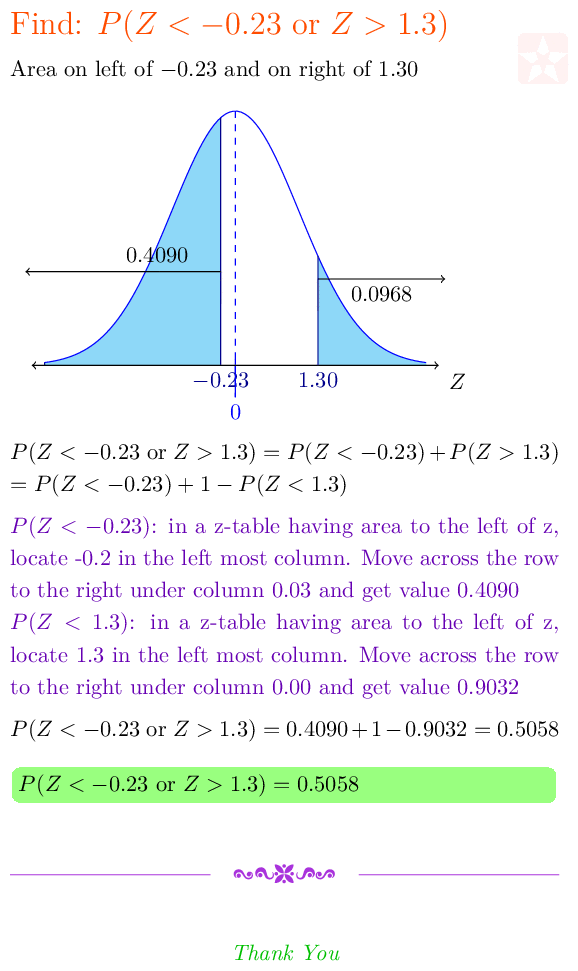 Find: P(Z < −0.23 or Z > 1.3)
Area on left of −0.23 and on right of 1.30
0.4090
0.0968
−0.23
1.30
Z
0
P(Z < −0.23 or Z > 1.3) = P(Z < −0.23) + P(Z > 1.3)
= P(Z < −0.23) + 1 − P(Z < 1.3)
P(Z < −0.23): in a z-table having area to the left of z,
locate -0.2 in the left most column. Move across the row
to the right under column 0.03 and get value 0.4090
P(Z < 1.3): in a z-table having area to the left of z,
locate 1.3 in the left most column. Move across the row
to the right under column 0.00 and get value 0.9032
P(Z < −0.23 or Z > 1.3) = 0.4090 + 1 − 0.9032 = 0.5058
P(Z < −0.23 or Z > 1.3) = 0.5058
Thank You